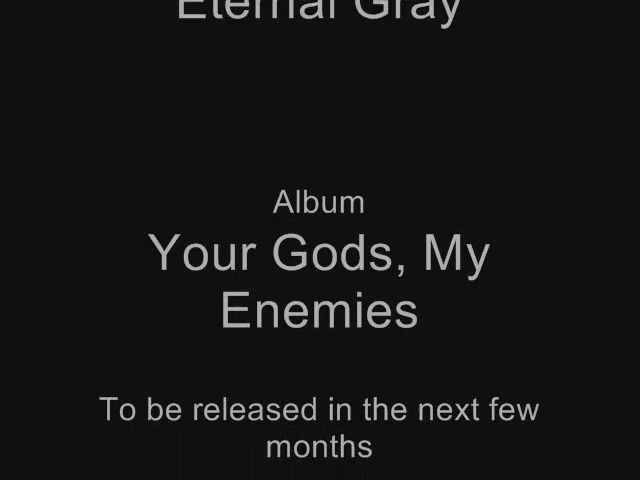 Eternal Gray
Album
Your Gods, My
Enemies
To be released in the next few
months